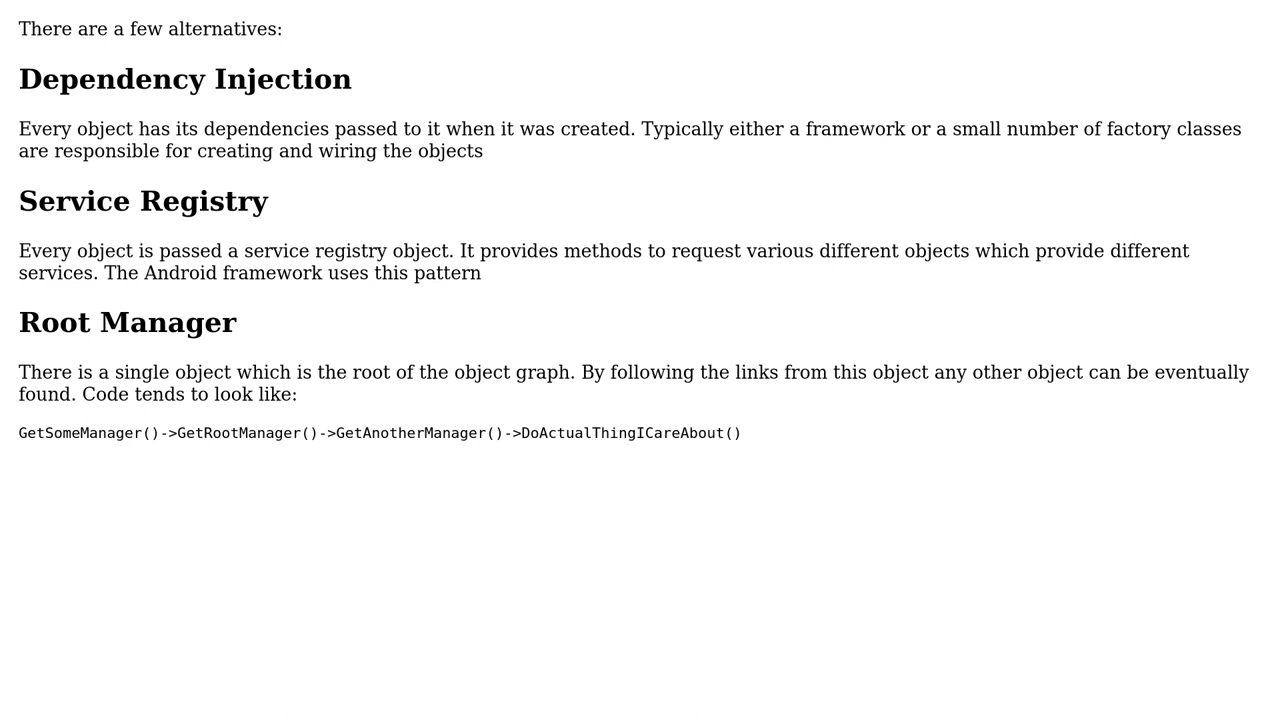 There are a few alternatives:
Dependency Injection
Every object has its dependencies passed to it when it was created. Typically either a framework or a small number of factory classes
are responsible for creating and wiring the objects
Service Registry
Every object is passed a service registry object. It provides methods to request various different objects which provide different
services. The Android framework uses this pattern
Root Manager
There is a single object which is the root of the object graph. By following the links from this object any other object can be eventually
found. Code tends to look like:
GetSomeManager()->GetRootManager()->GetAnotherManager()->DoActualThingICareAbout()